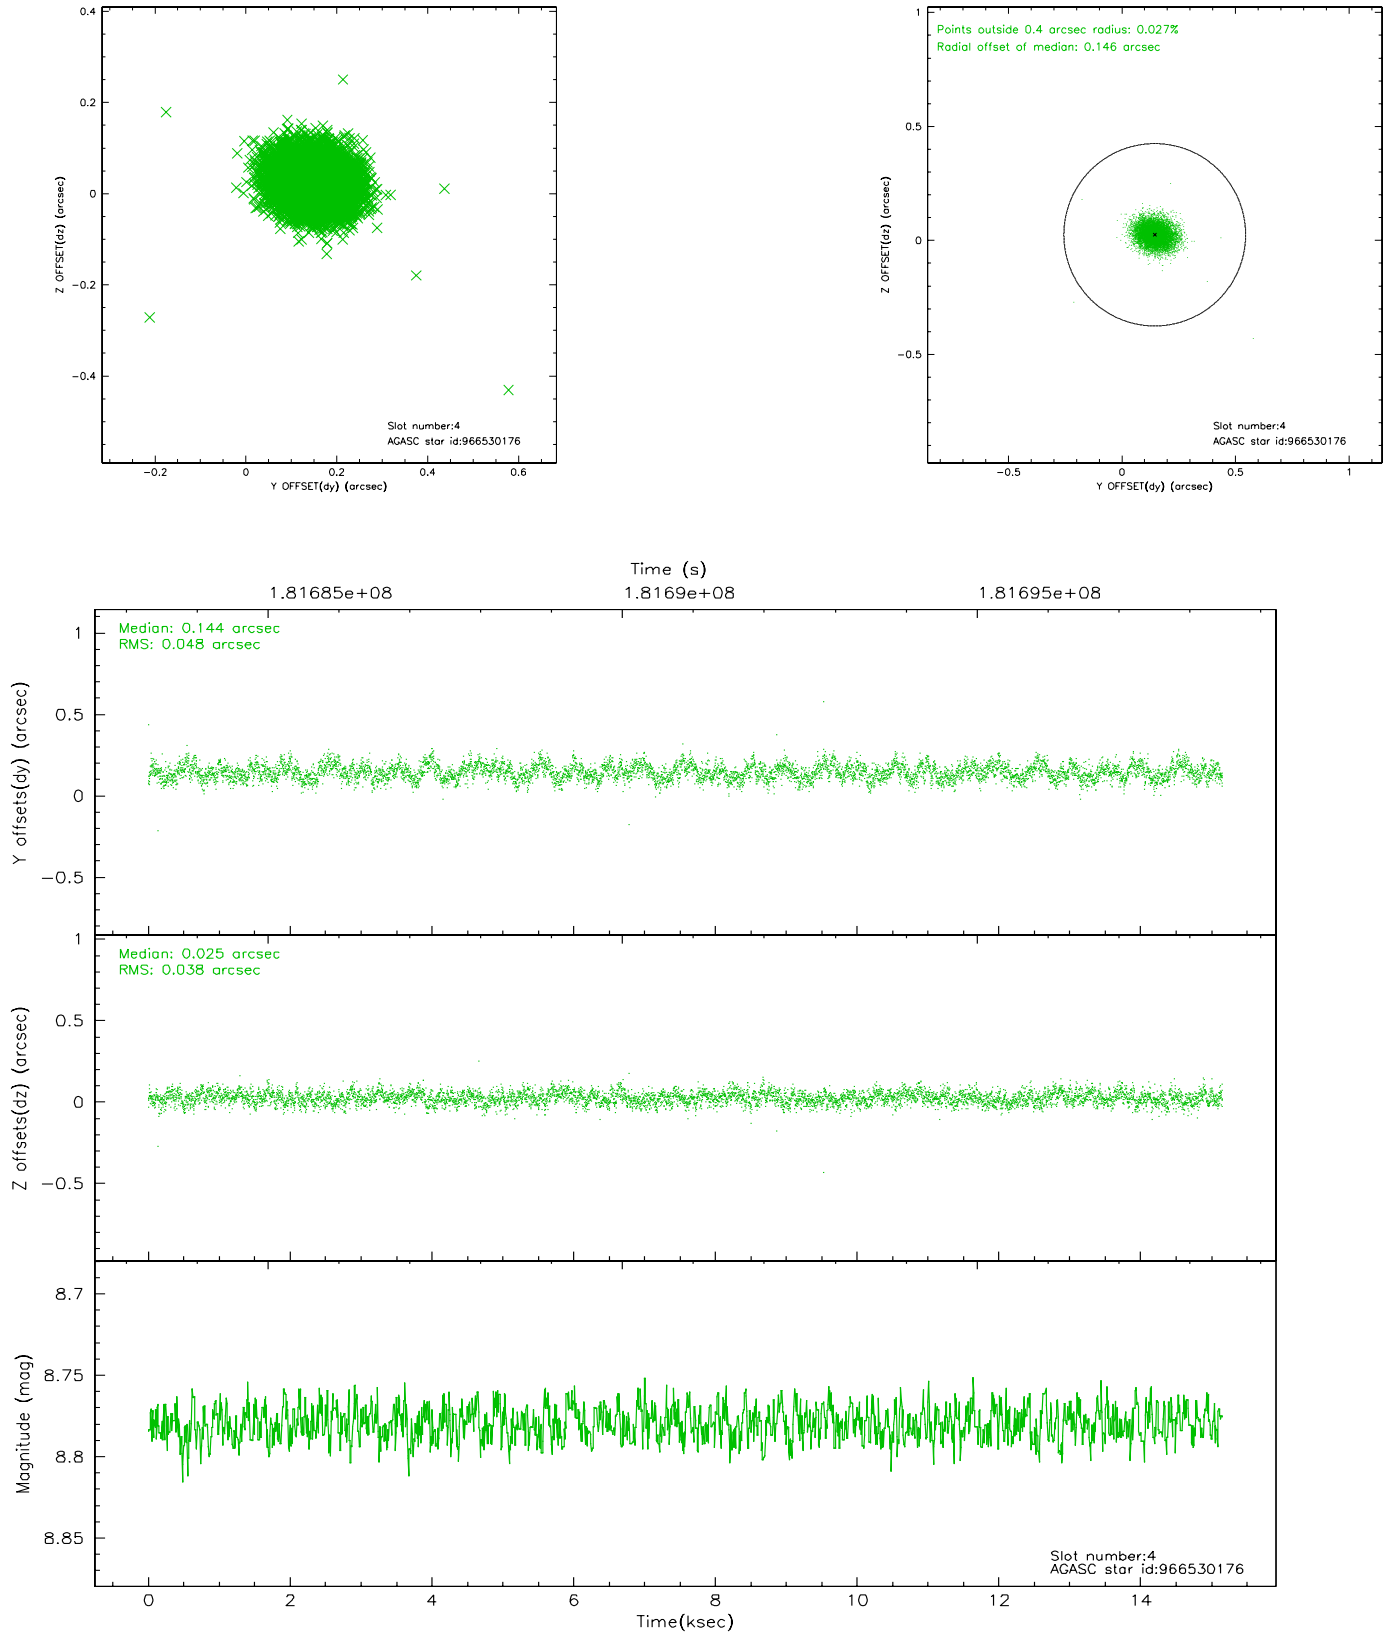 0.4
0.2
0
−0.2
−0.4
Z OFFSET(dz) (arcsec)
Slot number:4
AGASC star id:966530176
−0.2 0 0.2 0.4 0.6
Y OFFSET(dy) (arcsec)
Points outside 0.4 arcsec radius: 0.027%
Radial offset of median: 0.146 arcsec
1
0.5
0
−0.5
Z OFFSET(dz) (arcsec)
Slot number:4
AGASC star id:966530176
−0.5 0 0.5 1
Y OFFSET(dy) (arcsec)
Time (s)
1.81685e+08 1.8169e+08 1.81695e+08
Median: 0.144 arcsec
RMS: 0.048 arcsec
1
0.5
0
−0.5
Y offsets(dy) (arcsec)
Median: 0.025 arcsec
RMS: 0.038 arcsec
1
0.5
0
−0.5
Z offsets(dz) (arcsec)
8.7
8.75
8.8
8.85
Magnitude (mag)
Slot number:4
AGASC star id:966530176
0 2 4 6 8 10 12 14
Time(ksec)